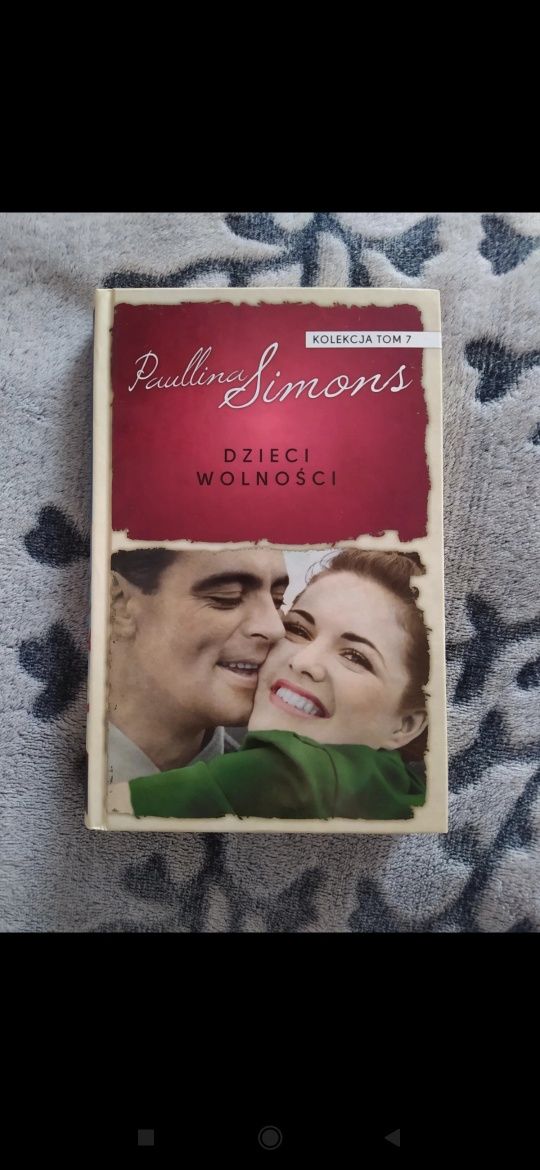 KOLEKCJA TOM 7
Paullina Simons
DZIECI
WOLNOŚCI